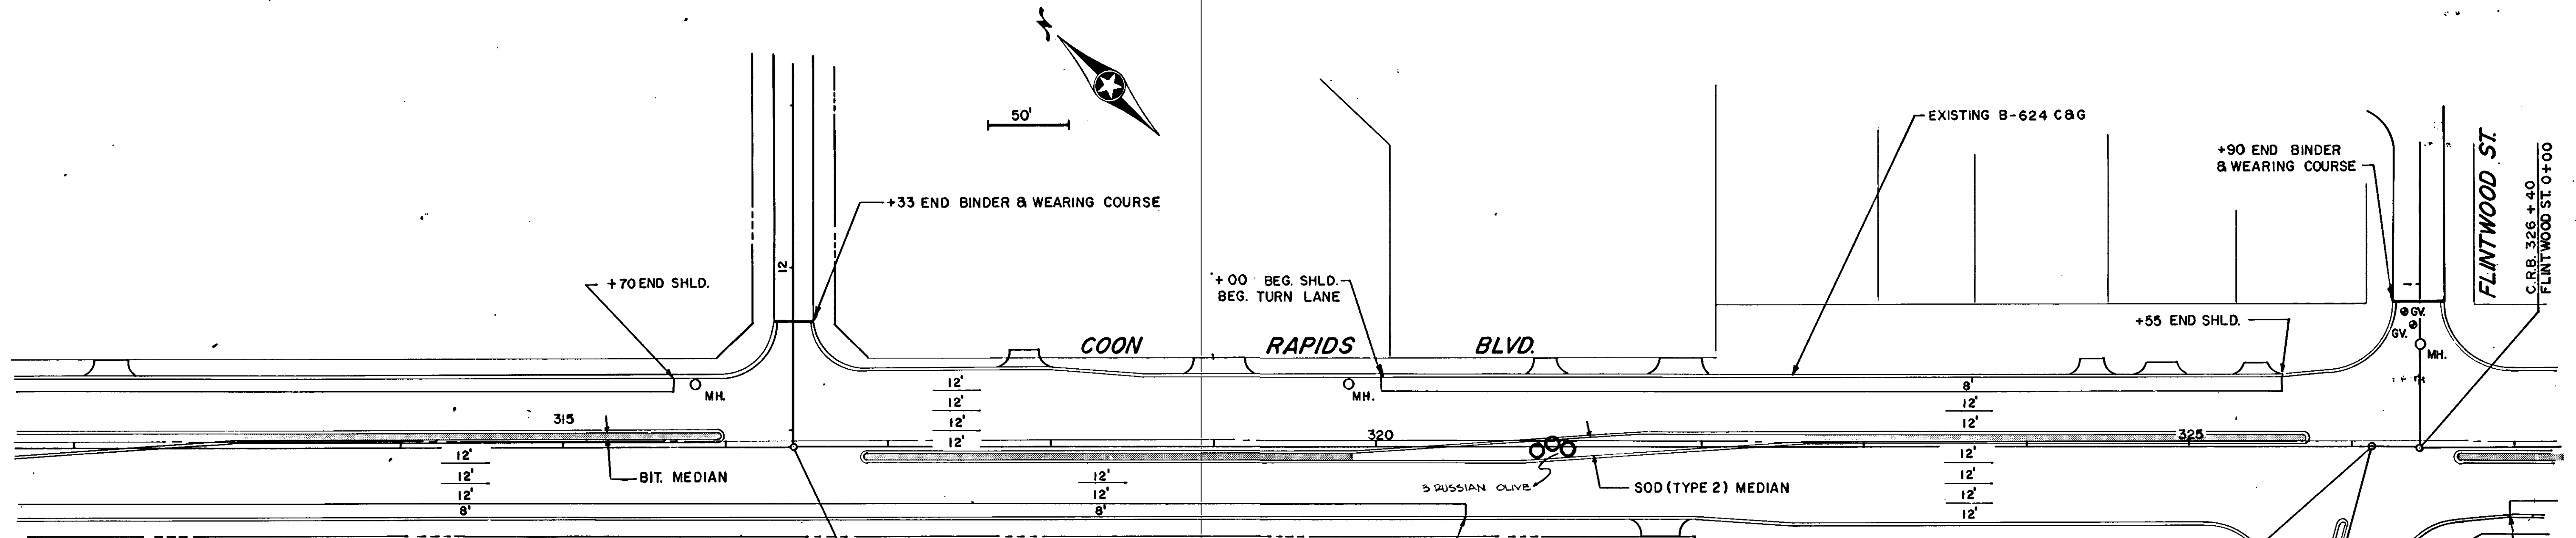 N
50'
EXISTING B-624 C&G
+90 END BINDER
& WEARING COURSE
FLINTWOOD ST.
C.R.B. 326 + 40
FLINTWOOD ST. 0+00
+33 END BINDER & WEARING COURSE
12
+70 END SHLD.
+00 BEG. SHLD.
BEG. TURN LANE
+55 END SHLD.
GV.
GV.
MH.
COON RAPIDS BLVD.
MH.
MH.
12'
12'
12'
12'
8'
12'
12'
315
320
325
12'
12'
12'
8'
BIT. MEDIAN
12'
12'
8'
3 RUSSIAN OLIVE
SOD (TYPE 2) MEDIAN
12'
12'
12'
12'